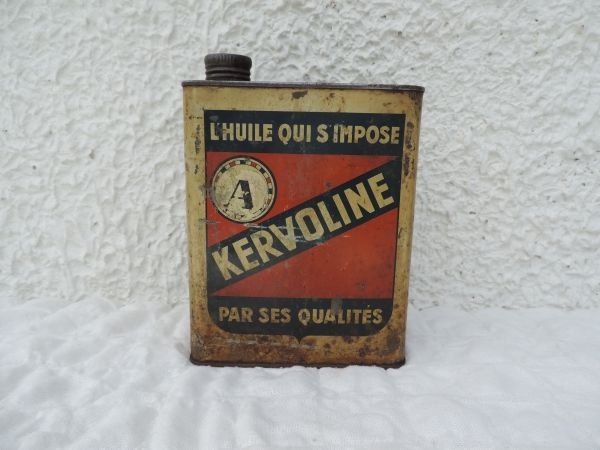 L'HUILE QUI S'IMPOSE
A
KERVOLINE
PAR SES QUALITÉS